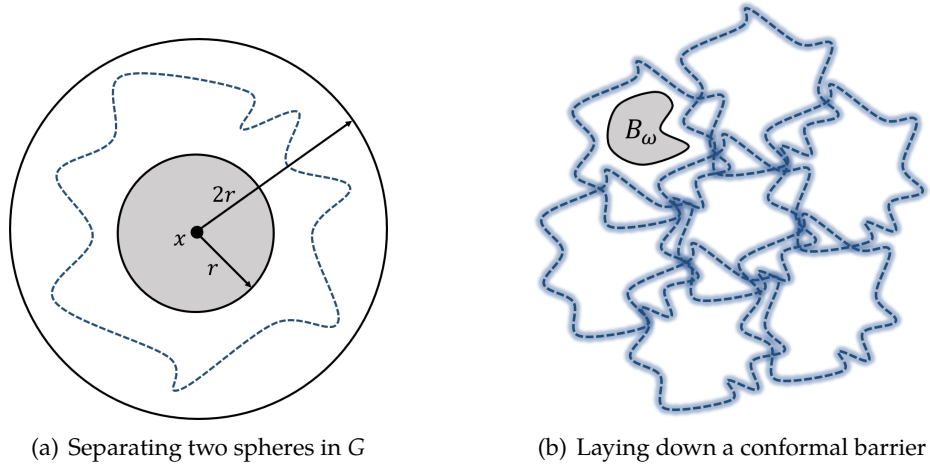 2r
x
r
(a) Separating two spheres in G
B_ω
(b) Laying down a conformal barrier